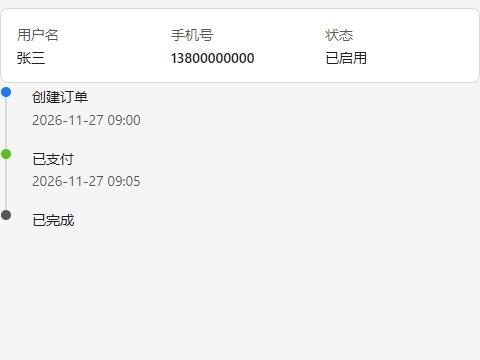 用户名 手机号 状态
张三 13800000000 已启用
创建订单
2026-11-27 09:00
已支付
2026-11-27 09:05
已完成